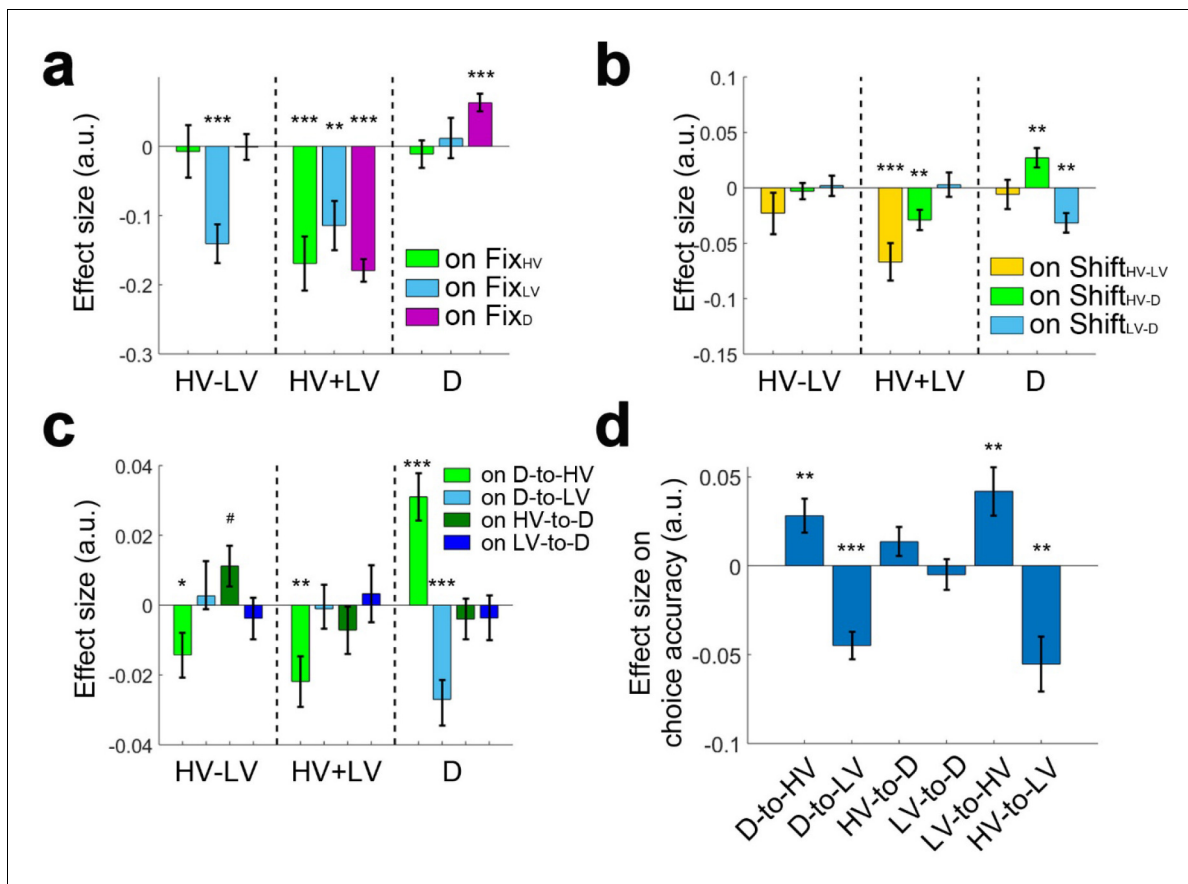 a
Effect size (a.u.)
0
-0.1
-0.2
-0.3
***
***
**
***
***
on FixHV
on FixLV
on FixD
HV-LV
HV+LV
D
b
Effect size (a.u.)
0.1
0.05
0
-0.05
-0.1
-0.15
***
**
**
**
on ShiftHV-LV
on ShiftHV-D
on ShiftLV-D
HV-LV
HV+LV
D
c
Effect size (a.u.)
0.04
0.02
0
-0.02
-0.04
*
#
**
***
***
on D-to-HV
on D-to-LV
on HV-to-D
on LV-to-D
HV-LV
HV+LV
D
d
Effect size on
choice accuracy (a.u.)
0.05
0
-0.05
-0.1
**
***
**
**
D-to-HV
D-to-LV
HV-to-D
LV-to-D
LV-to-HV
HV-to-LV